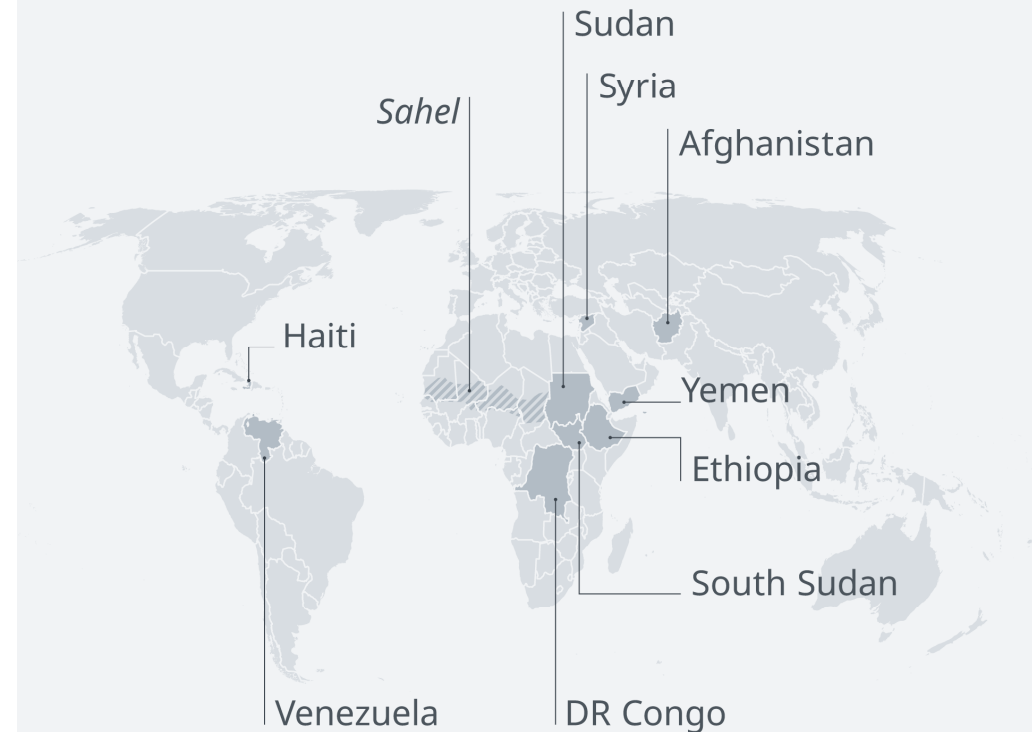 Sudan
Syria
Sahel
Afghanistan
Haiti
Yemen
Ethiopia
South Sudan
Venezuela
DR Congo